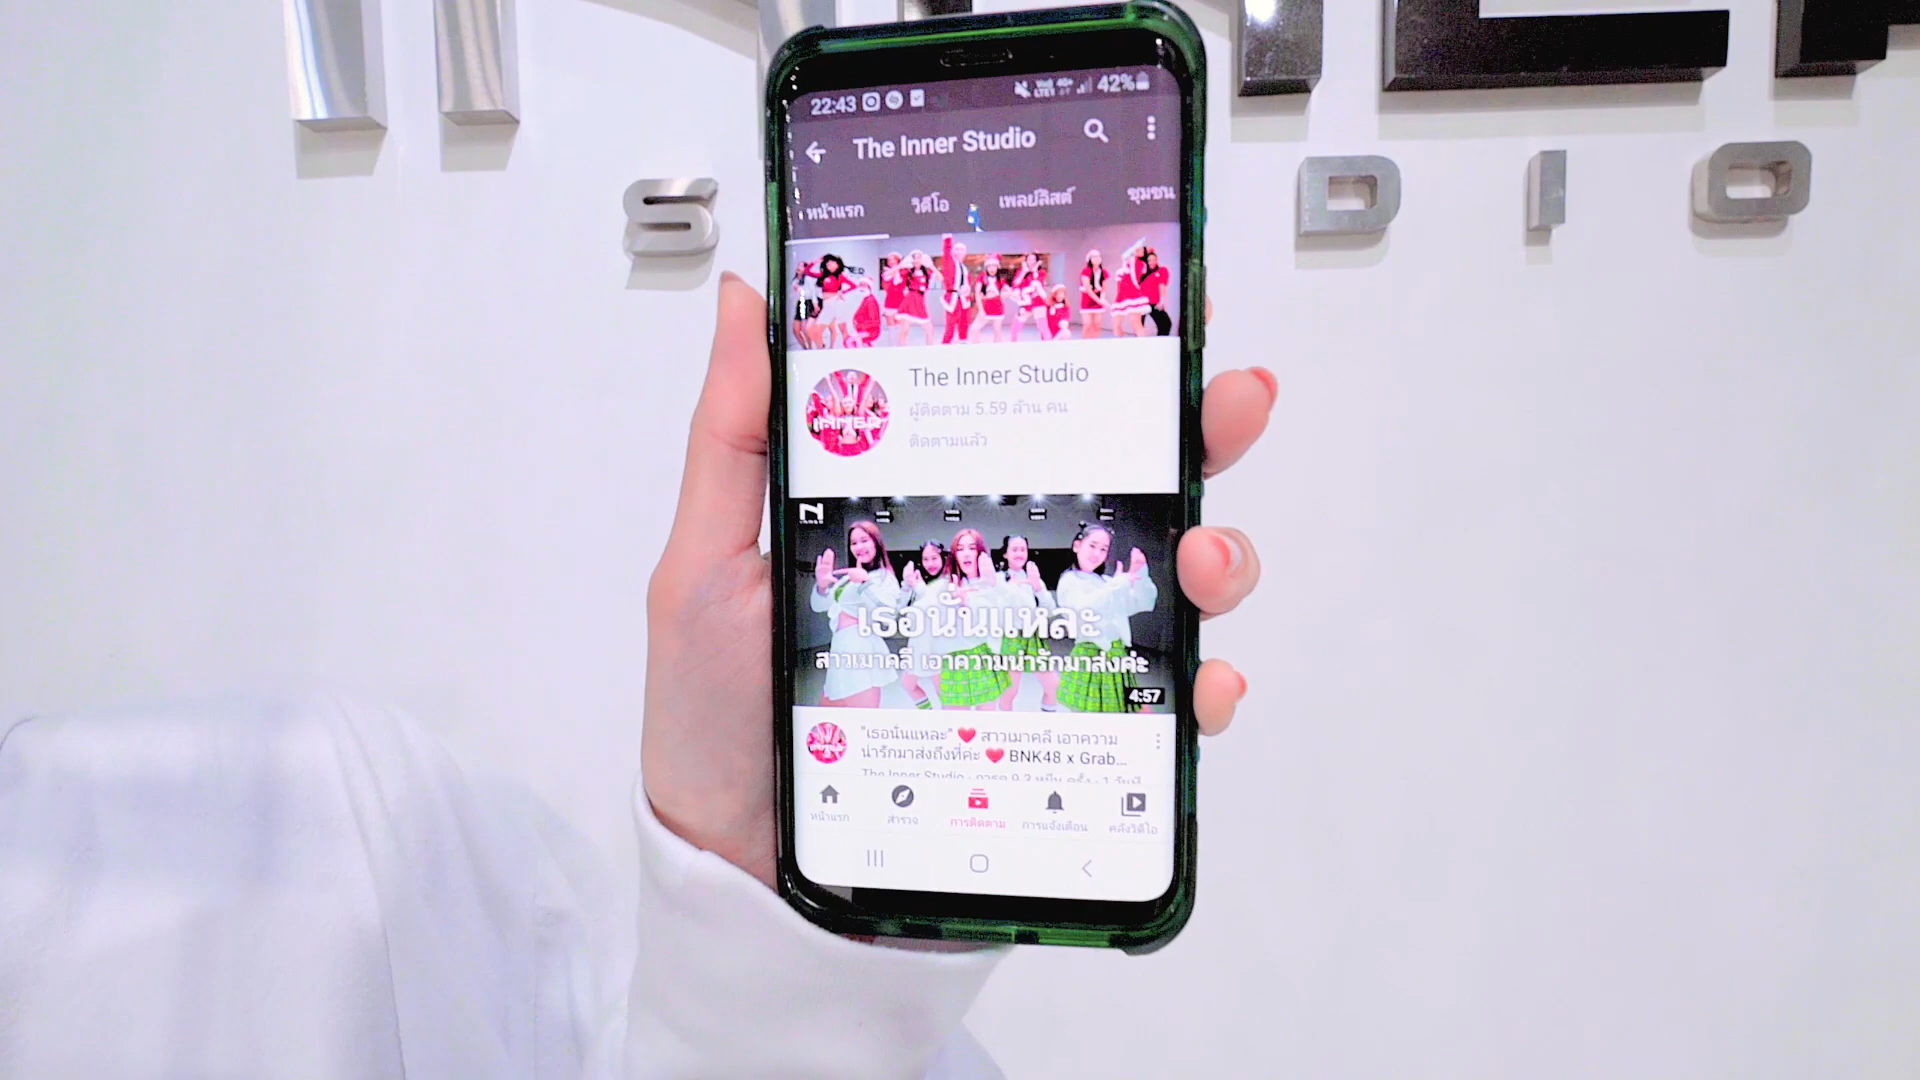 S
D I O
22:43
42%
The Inner Studio
หน้าแรก วิดีโอ เพลย์ลิสต์ ชุมชน
The Inner Studio
ผู้ติดตาม 5.59 ล้าน คน
ติดตามแล้ว
INNER
เธอนั่นแหละ
สาวเมาคลี เอาความน่ารักมาส่งค่ะ
4:57
"เธอนั่นแหละ" ❤ สาวเมาคลี เอาความ
น่ารักมาส่งถึงที่ค่ะ ❤ BNK48 x Grab...
The Inner Studio
หน้าแรก สำรวจ การติดตาม การแจ้งเตือน คลังวิดีโอ